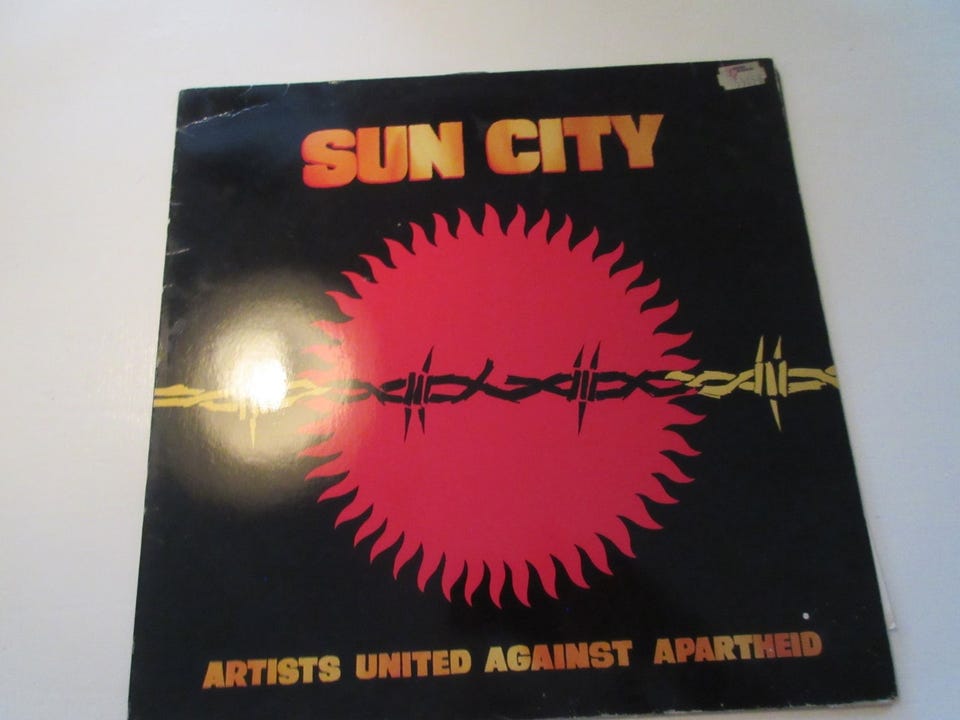 SUN CITY
ARTISTS UNITED AGAINST APARTHEID